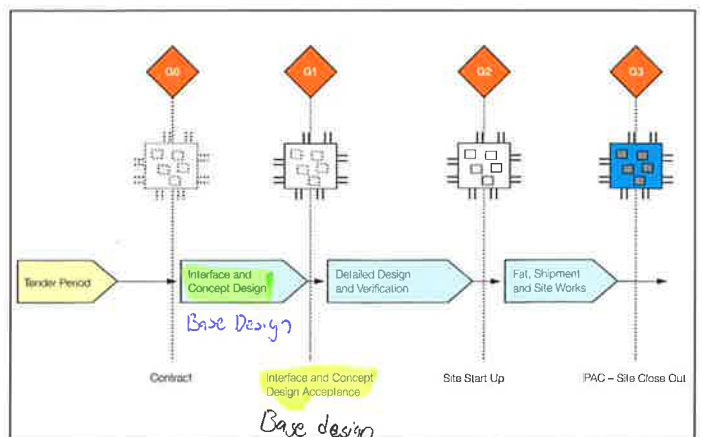 G0
G1
G2
G3
Tender Period
Interface and
Concept Design
Detailed Design
and Verification
Fat, Shipment
and Site Works
Base Design
Contract
Interface and Concept
Design Acceptance
Site Start Up
PAC – Site Close Out
Base design